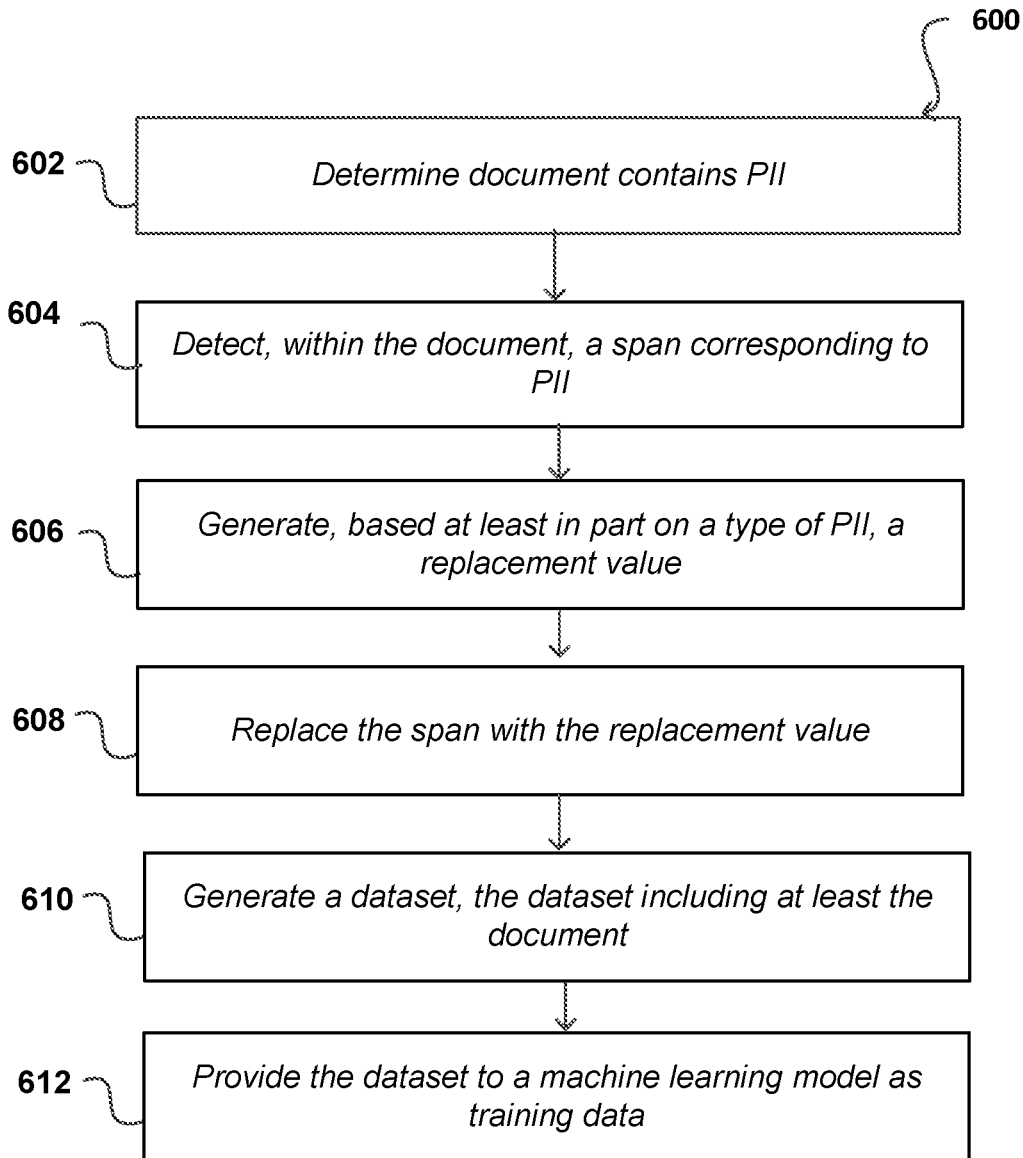 600
602
Determine document contains PII
604
Detect, within the document, a span corresponding to
PII
606
Generate, based at least in part on a type of PII, a
replacement value
608
Replace the span with the replacement value
610
Generate a dataset, the dataset including at least the
document
612
Provide the dataset to a machine learning model as
training data